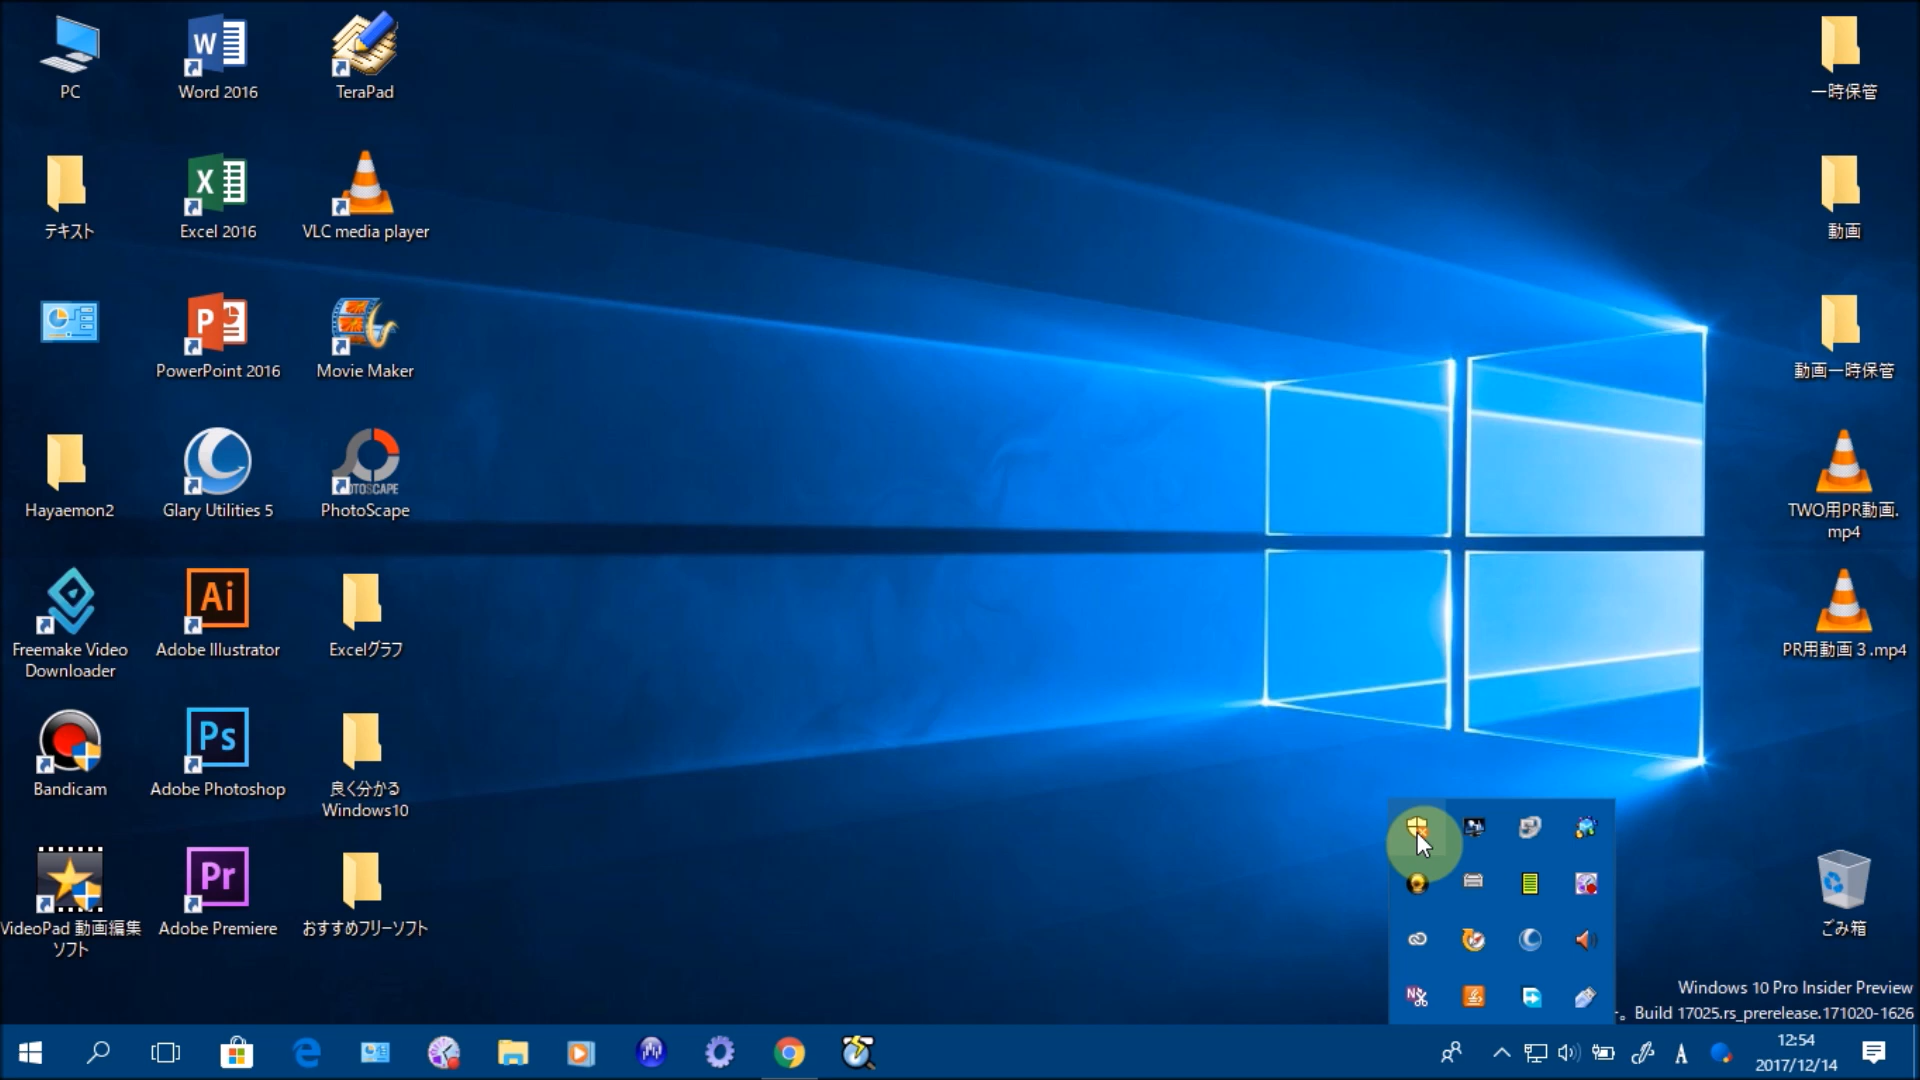 PC
Word 2016
TeraPad
一時保管
テキスト
Excel 2016
VLC media player
動画
PowerPoint 2016
Movie Maker
動画一時保管
Hayaemon2
Glary Utilities 5
PhotoScape
TWO用PR動画.
mp4
Freemake Video
Downloader
Adobe Illustrator
Excelグラフ
PR用動画３.mp4
Bandicam
Adobe Photoshop
良く分かる
Windows10
VideoPad 動画編集
ソフト
Adobe Premiere
おすすめフリーソフト
ごみ箱
Windows 10 Pro Insider Preview
。Build 17025.rs_prerelease.171020-1626
12:54
2017/12/14